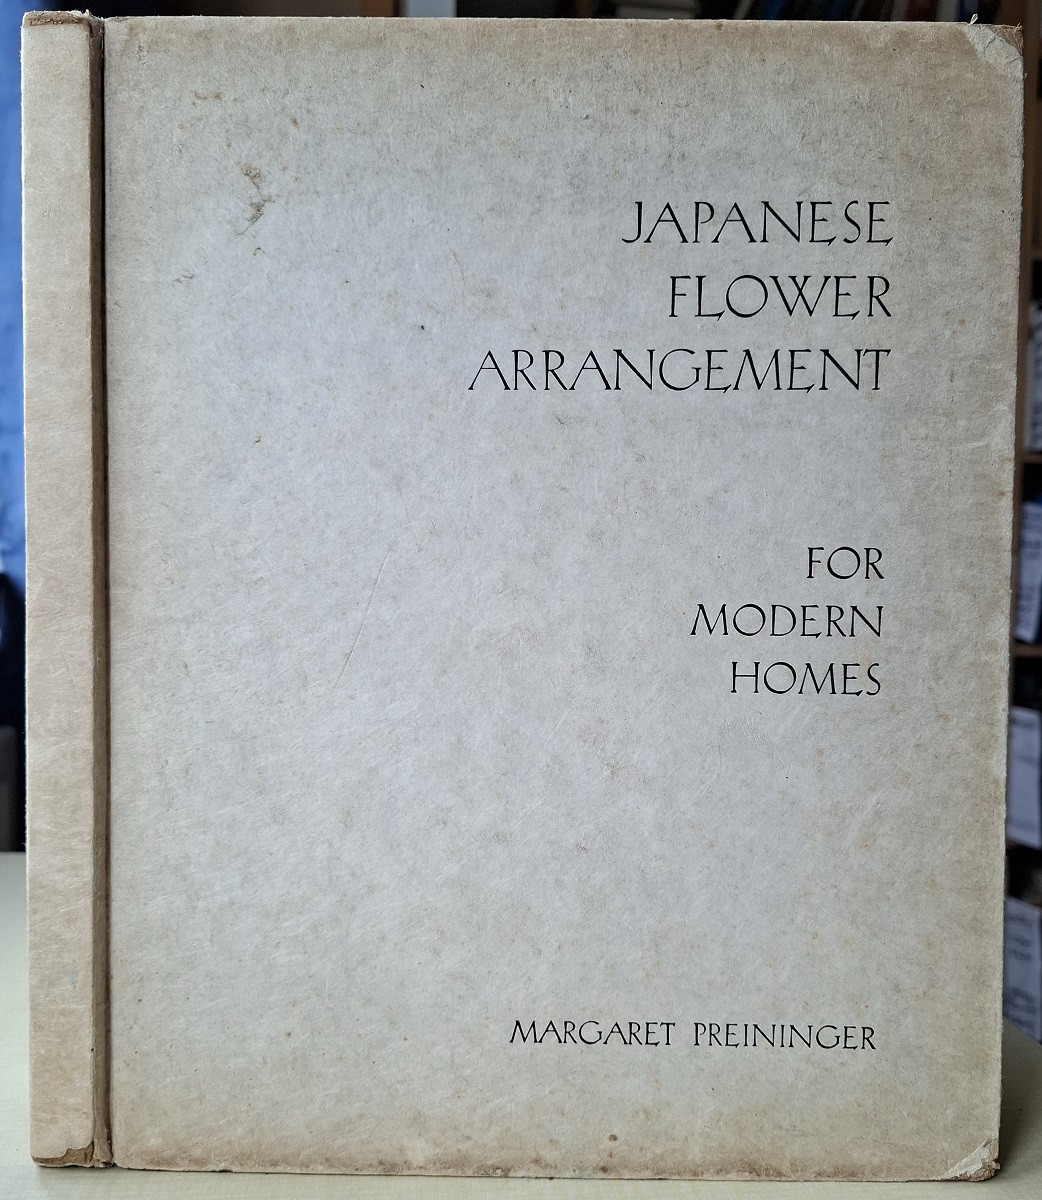 JAPANESE
FLOWER
ARRANGEMENT
FOR
MODERN
HOMES
MARGARET PREININGER